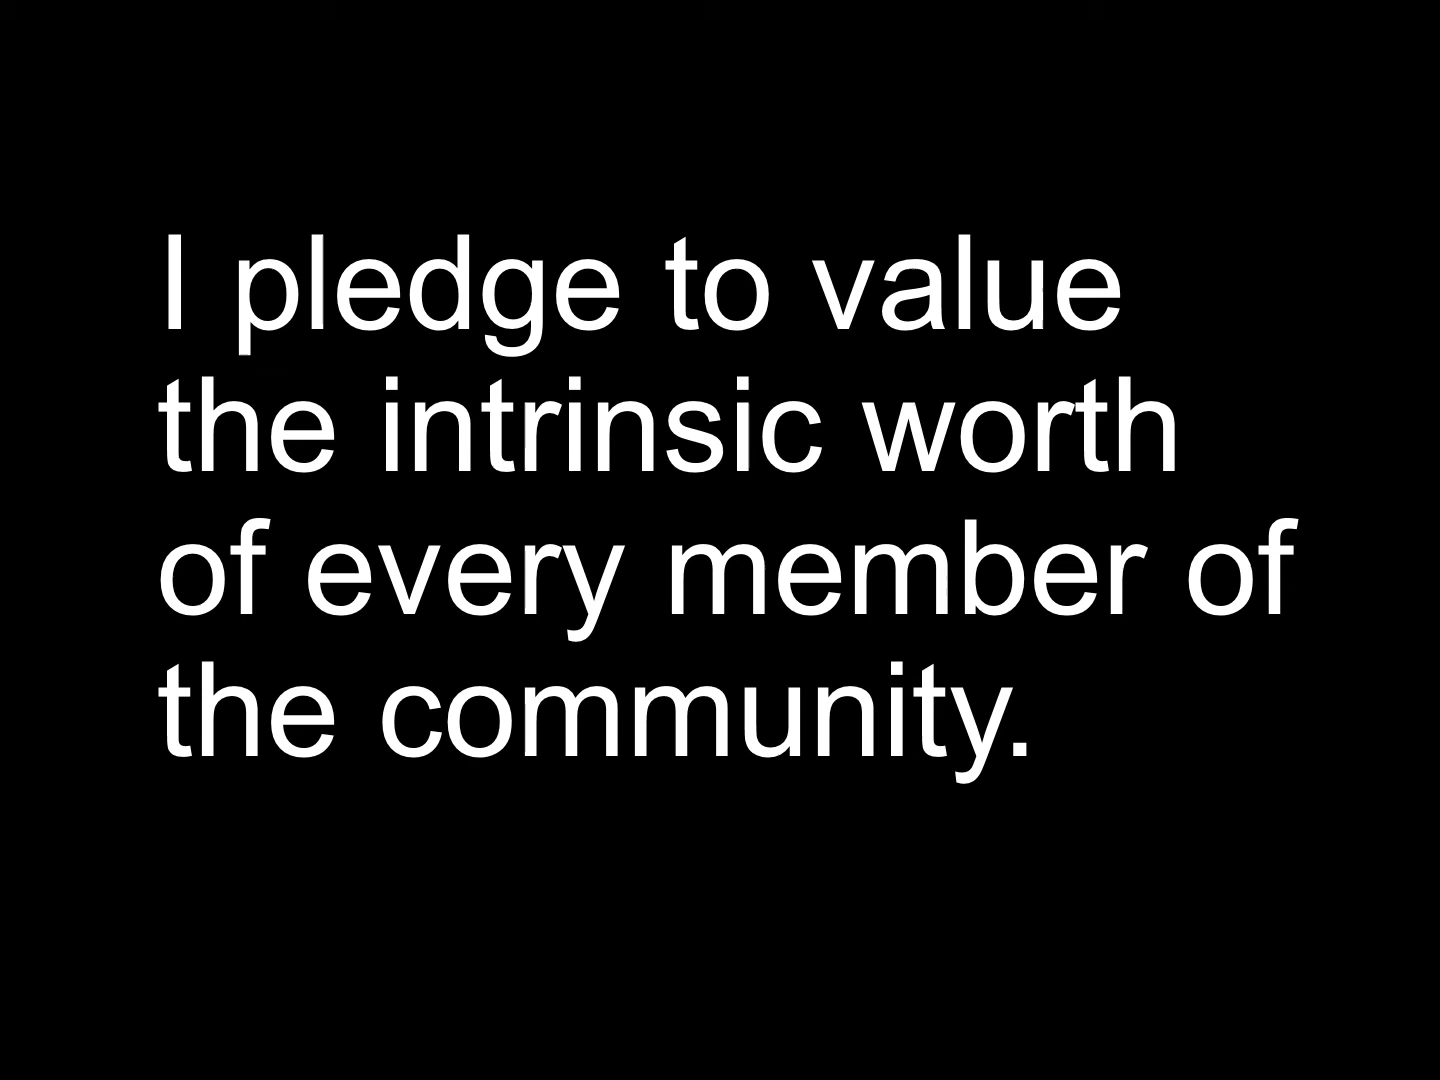 I pledge to value
the intrinsic worth
of every member of
the community.